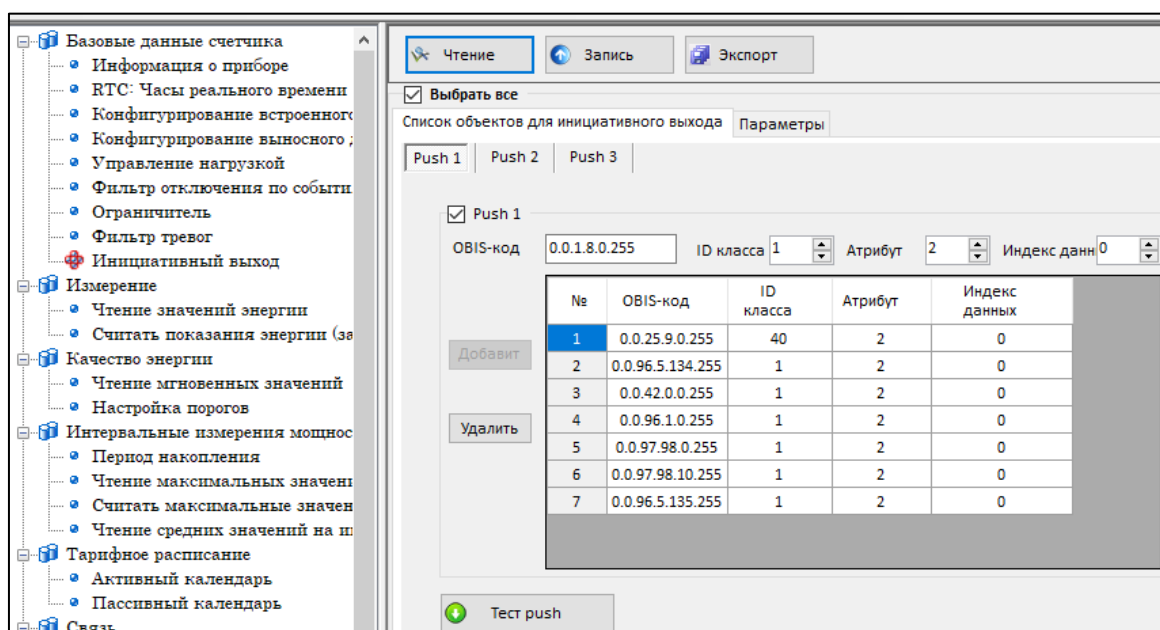 Базовые данные счетчика
Информация о приборе
RTC: Часы реального времени
Конфигурирование встроенного
Конфигурирование выносного
Управление нагрузкой
Фильтр отключения по событи
Ограничитель
Фильтр тревог
Инициативный выход
Измерение
Чтение значений энергии
Считать показания энергии (за
Качество энергии
Чтение мгновенных значений
Настройка порогов
Интервальные измерения мощнос
Период накопления
Чтение максимальных значени
Считать максимальные значен
Чтение средних значений на и
Тарифное расписание
Активный календарь
Пассивный календарь
Связь
Чтение Запись Экспорт
Выбрать все
Список объектов для инициативного выхода Параметры
Push 1 Push 2 Push 3
Push 1
OBIS-код 0.0.1.8.0.255 ID класса 1 Атрибут 2 Индекс данн 0
№ OBIS-код ID класса Атрибут Индекс данных
1 0.0.25.9.0.255 40 2 0
2 0.0.96.5.134.255 1 2 0
3 0.0.42.0.0.255 1 2 0
4 0.0.96.1.0.255 1 2 0
5 0.0.97.98.0.255 1 2 0
6 0.0.97.98.10.255 1 2 0
7 0.0.96.5.135.255 1 2 0
Добавит
Удалить
Тест push